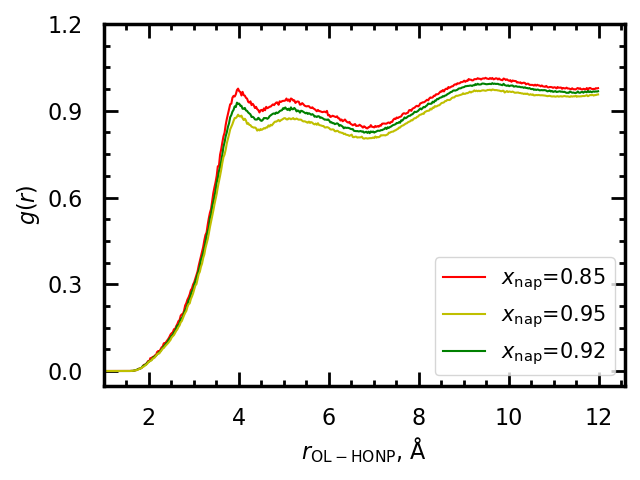 1.2
0.9
0.6
0.3
0.0
g(r)
2 4 6 8 10 12
r_OL−HONP, Å
x_nap=0.85
x_nap=0.95
x_nap=0.92